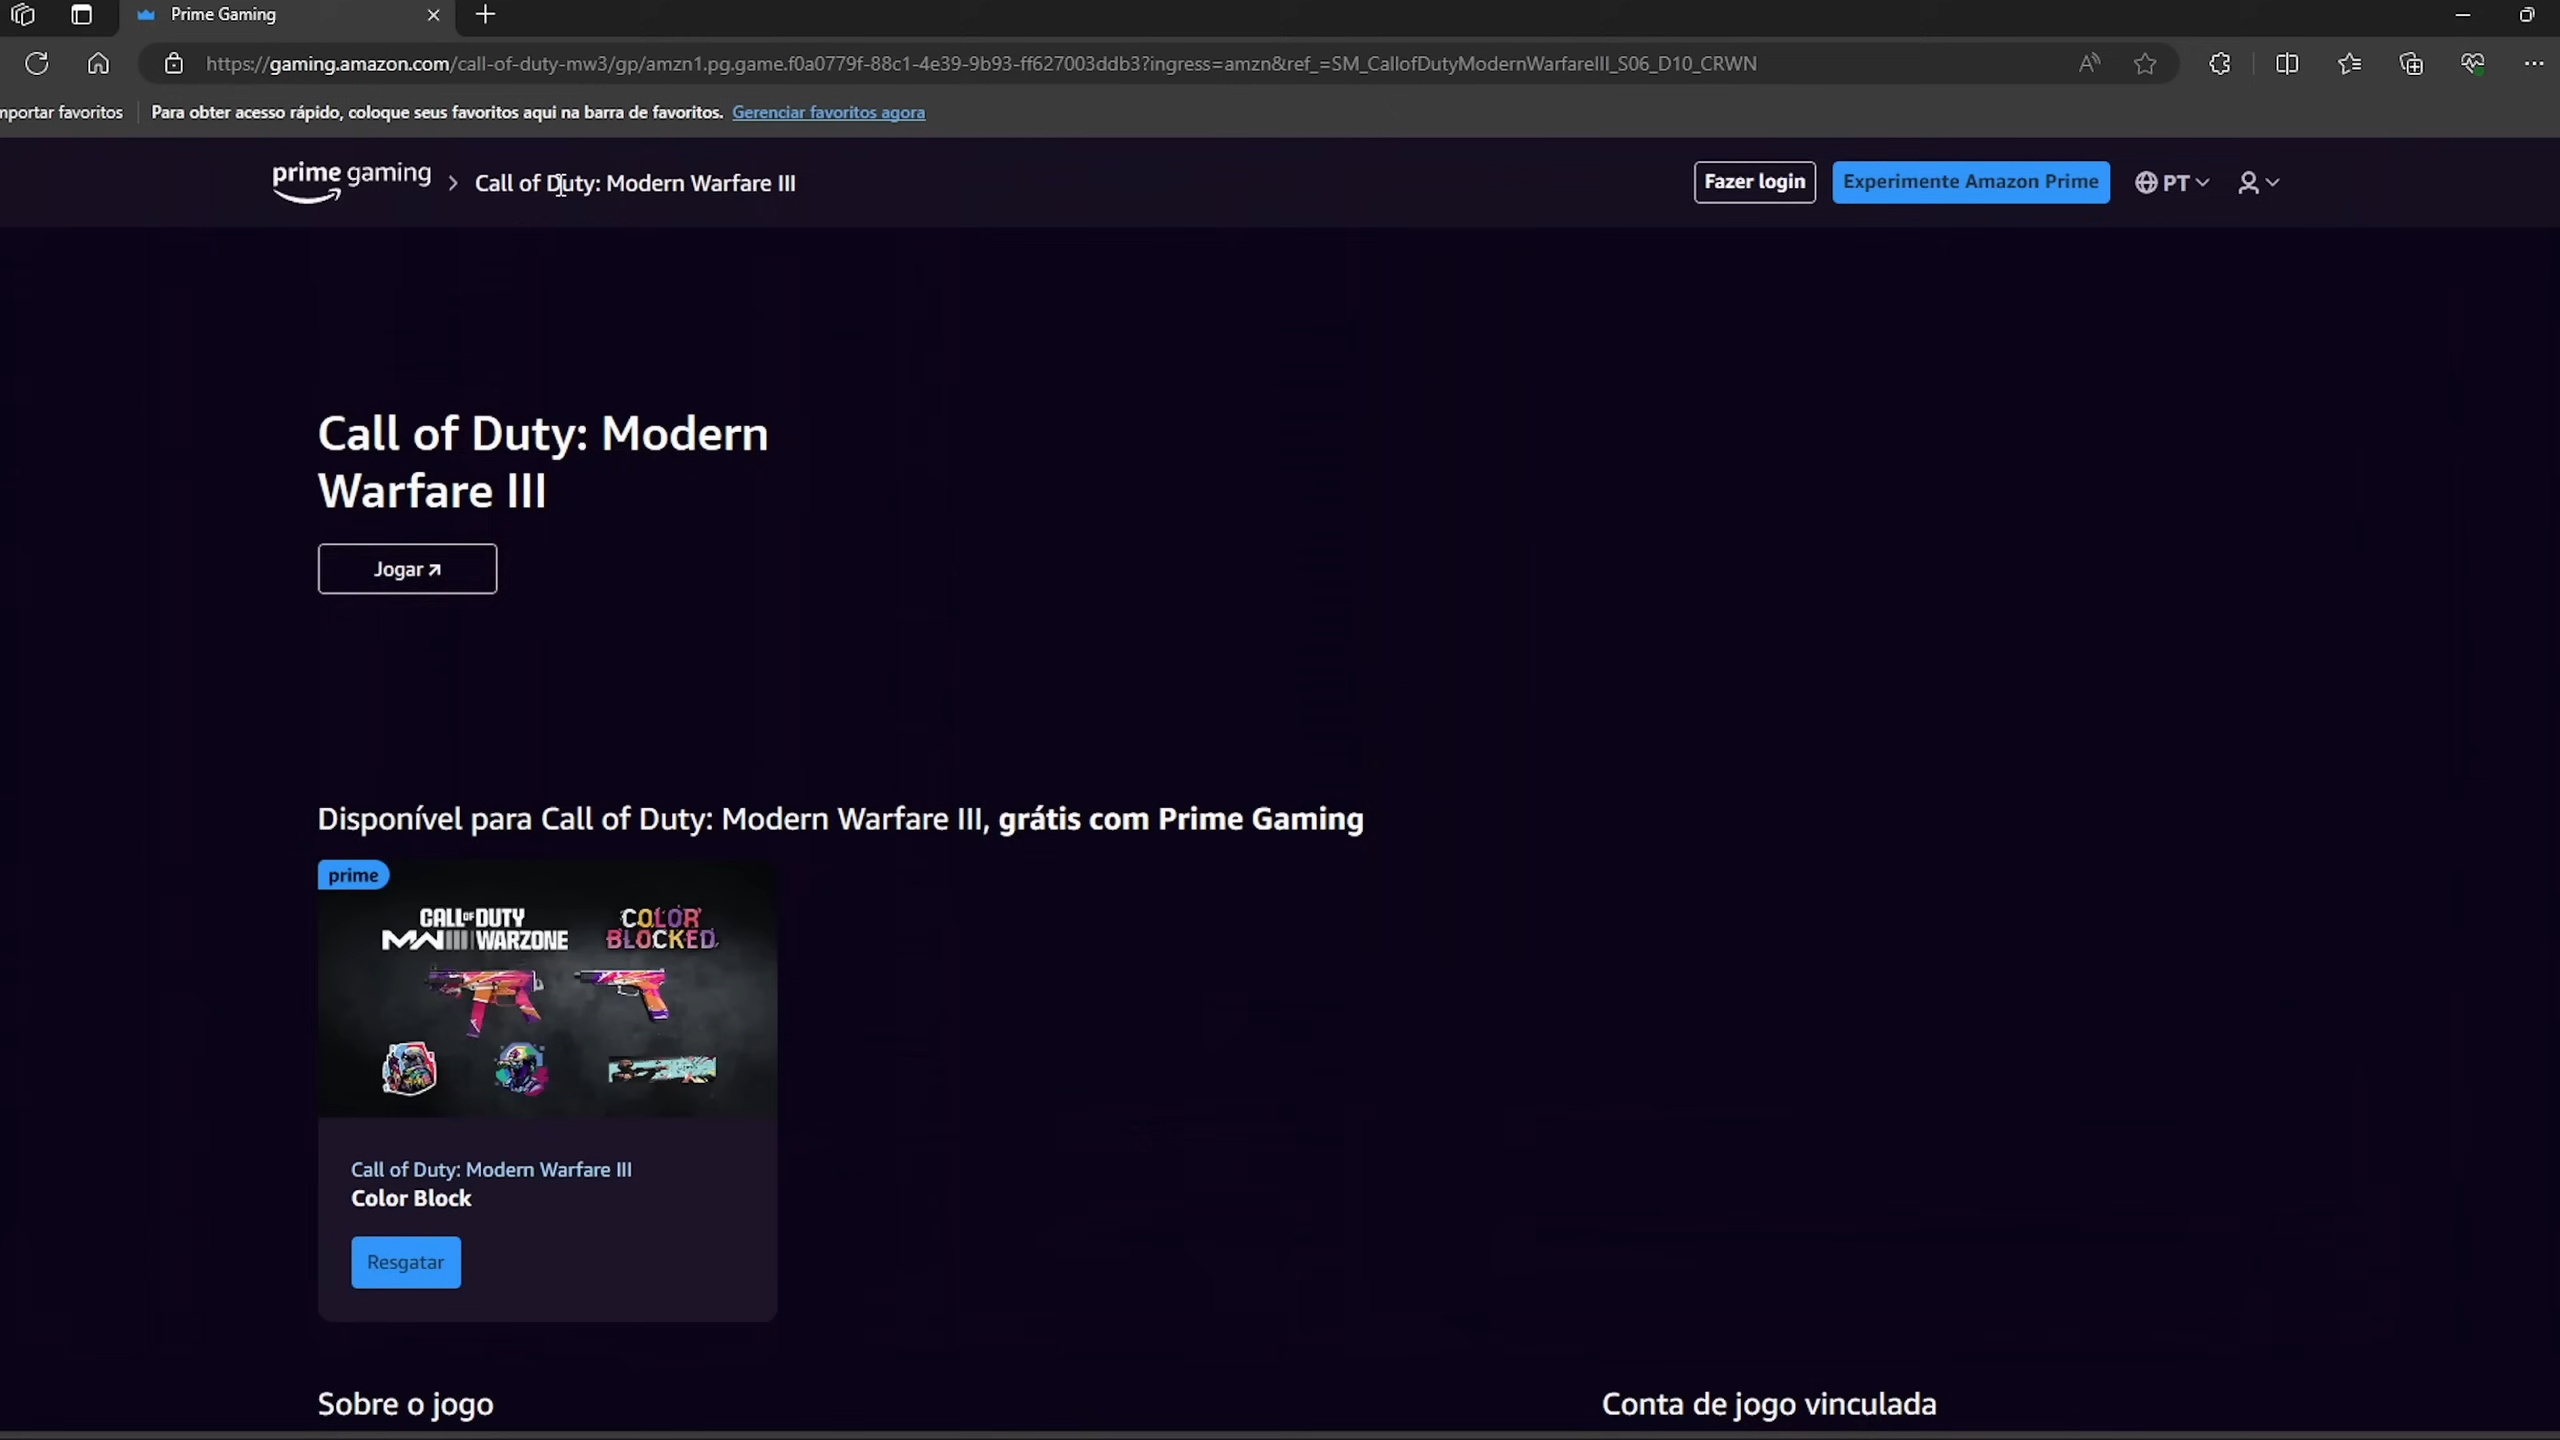 Prime Gaming
https://gaming.amazon.com/call-of-duty-mw3/gp/amzn1.pg.game.f0a0779f-88c1-4e39-9b93-ff627003ddb3?ingress=amzn&ref_=SM_CallofDutyModernWarfareIII_S06_D10_CRWN
mportar favoritos
Para obter acesso rápido, coloque seus favoritos aqui na barra de favoritos. Gerenciar favoritos agora
prime gaming > Call of Duty: Modern Warfare III
Fazer login
Experimente Amazon Prime
PT
Call of Duty: Modern
Warfare III
Jogar
Disponível para Call of Duty: Modern Warfare III, grátis com Prime Gaming
prime
CALL OF DUTY
MWIII WARZONE
COLOR
BLOCKED
Call of Duty: Modern Warfare III
Color Block
Resgatar
Sobre o jogo
Conta de jogo vinculada